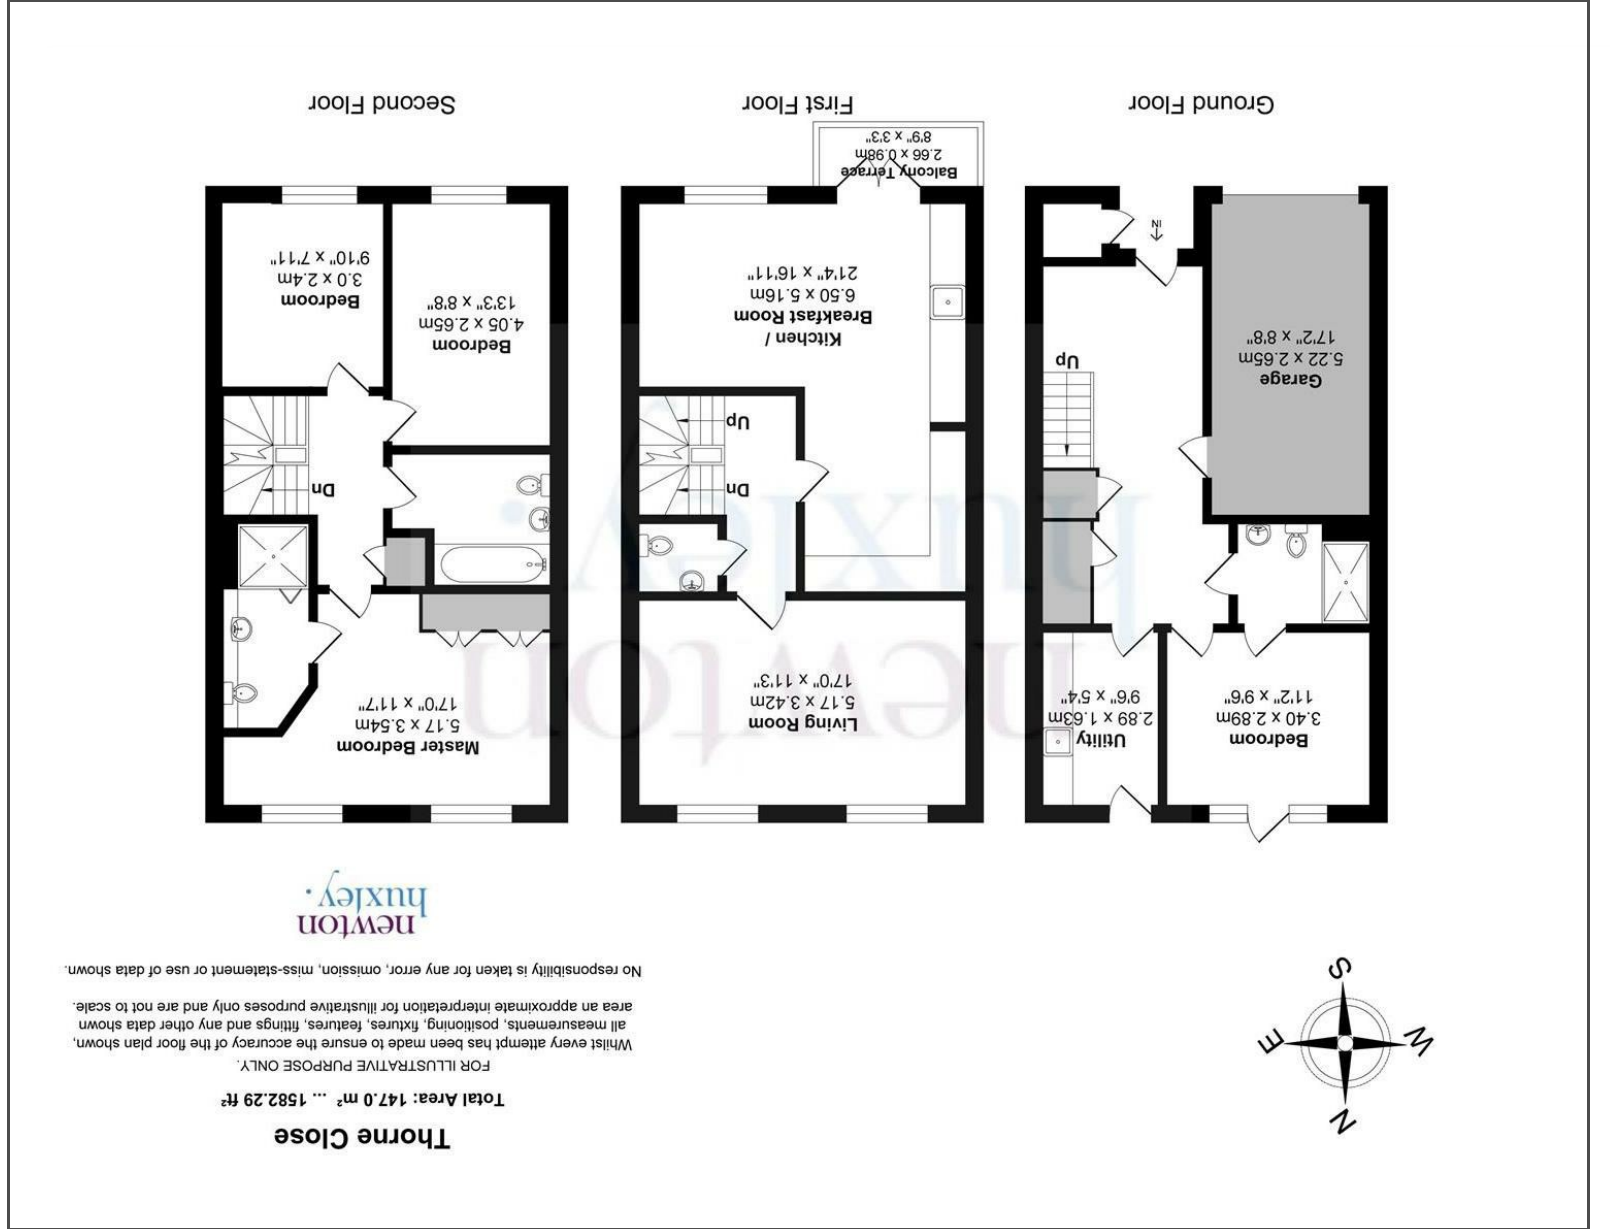 Thorne Close
Total Area: 147.0 m² ... 1582.29 ft²
FOR ILLUSTRATIVE PURPOSE ONLY.
Whilst every attempt has been made to ensure the accuracy of the floor plan shown,
all measurements, positioning, fixtures, features, fittings and any other data shown
area an approximate interpretation for illustrative purposes only and are not to scale.
No responsibility is taken for any error, omission, miss-statement or use of data shown.
newton
huxley.
N
W
E
S
Bedroom
3.40 x 2.89m
11'2" x 9'6"
Utility
2.89 x 1.63m
9'6" x 5'4"
Garage
5.22 x 2.65m
17'2" x 8'8"
Up
IN
Ground Floor
Living Room
5.17 x 3.42m
17'0" x 11'3"
Dn
Up
Kitchen /
Breakfast Room
6.50 x 5.16m
21'4" x 16'11"
Balcony Terrace
2.66 x 0.98m
8'9" x 3'3"
First Floor
Master Bedroom
5.17 x 3.54m
17'0" x 11'7"
Dn
Bedroom
4.05 x 2.65m
13'3" x 8'8"
Bedroom
3.0 x 2.4m
9'10" x 7'11"
Second Floor
newton
huxley.